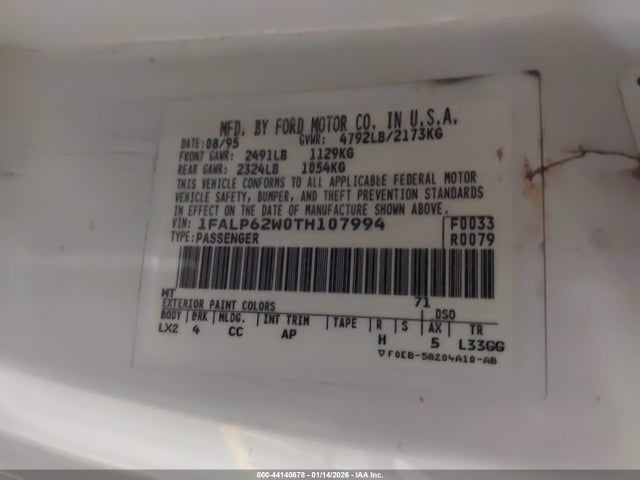 MFD. BY FORD MOTOR CO. IN U.S.A.
DATE: 08/95 GVWR: 4792LB/2173KG
FRONT GAWR: 2491LB 1129KG
REAR GAWR: 2324LB 1054KG
THIS VEHICLE CONFORMS TO ALL APPLICABLE FEDERAL MOTOR
VEHICLE SAFETY, BUMPER, AND THEFT PREVENTION STANDARDS
IN EFFECT ON THE DATE OF MANUFACTURE SHOWN ABOVE.
VIN: 1FALP62W0TH107994 F0033
TYPE: PASSENGER R0079
WT 71
EXTERIOR PAINT COLORS DSO
BODY BRK MLDG. INT TRIM TAPE R S AX TR
LX2 4 CC AP H 5 L33GG
▽F0EB-58204A10-AB
000-44140678 - 01/14/2026 - IAA Inc.